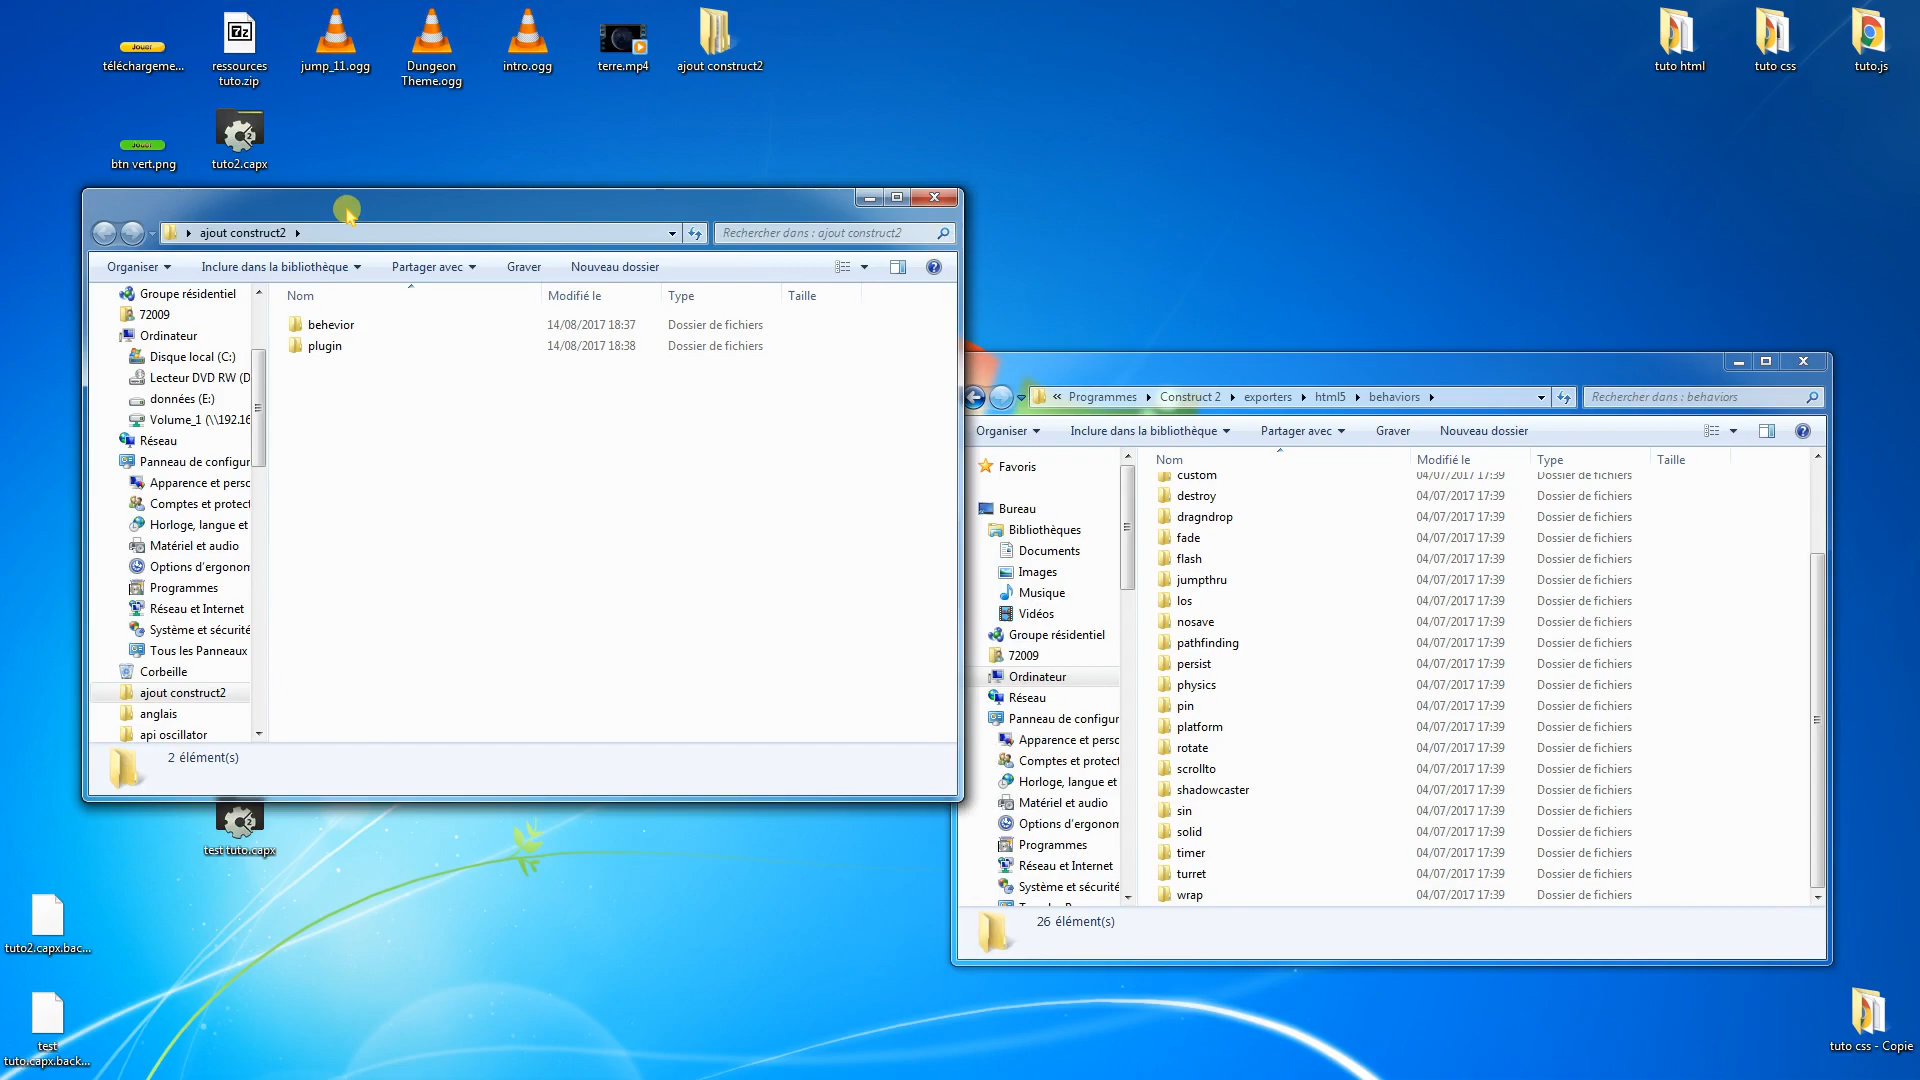 Jouer
téléchargeme...
ressources
tuto.zip
jump_11.ogg
Dungeon
Theme.ogg
intro.ogg
terre.mp4
ajout construct2
tuto html
tuto css
tuto.js
Jouer
btn vert.png
tuto2.capx
ajout construct2
Rechercher dans : ajout construct2
Organiser
Inclure dans la bibliothèque
Partager avec
Graver
Nouveau dossier
Groupe résidentiel
72009
Ordinateur
Disque local (C:)
Lecteur DVD RW (D
données (E:)
Volume_1 (\\192.16
Réseau
Panneau de configur
Apparence et perso
Comptes et protect
Horloge, langue et
Matériel et audio
Options d'ergonom
Programmes
Réseau et Internet
Système et sécurité
Tous les Panneaux
Corbeille
ajout construct2
anglais
api oscillator
Nom
Modifié le
Type
Taille
behevior 14/08/2017 18:37 Dossier de fichiers
plugin 14/08/2017 18:38 Dossier de fichiers
2 élément(s)
« Programmes Construct 2 exporters html5 behaviors
Rechercher dans : behaviors
Organiser
Inclure dans la bibliothèque
Partager avec
Graver
Nouveau dossier
Favoris
Bureau
Bibliothèques
Documents
Images
Musique
Vidéos
Groupe résidentiel
72009
Ordinateur
Réseau
Panneau de configur
Apparence et perso
Comptes et protect
Horloge, langue et
Matériel et audio
Options d'ergonom
Programmes
Réseau et Internet
Système et sécurité
Nom
Modifié le
Type
Taille
custom 04/07/2017 17:39 Dossier de fichiers
destroy 04/07/2017 17:39 Dossier de fichiers
dragndrop 04/07/2017 17:39 Dossier de fichiers
fade 04/07/2017 17:39 Dossier de fichiers
flash 04/07/2017 17:39 Dossier de fichiers
jumpthru 04/07/2017 17:39 Dossier de fichiers
los 04/07/2017 17:39 Dossier de fichiers
nosave 04/07/2017 17:39 Dossier de fichiers
pathfinding 04/07/2017 17:39 Dossier de fichiers
persist 04/07/2017 17:39 Dossier de fichiers
physics 04/07/2017 17:39 Dossier de fichiers
pin 04/07/2017 17:39 Dossier de fichiers
platform 04/07/2017 17:39 Dossier de fichiers
rotate 04/07/2017 17:39 Dossier de fichiers
scrollto 04/07/2017 17:39 Dossier de fichiers
shadowcaster 04/07/2017 17:39 Dossier de fichiers
sin 04/07/2017 17:39 Dossier de fichiers
solid 04/07/2017 17:39 Dossier de fichiers
timer 04/07/2017 17:39 Dossier de fichiers
turret 04/07/2017 17:39 Dossier de fichiers
wrap 04/07/2017 17:39 Dossier de fichiers
26 élément(s)
test tuto.capx
tuto2.capx.bac...
test
tuto.capx.back...
tuto css - Copie